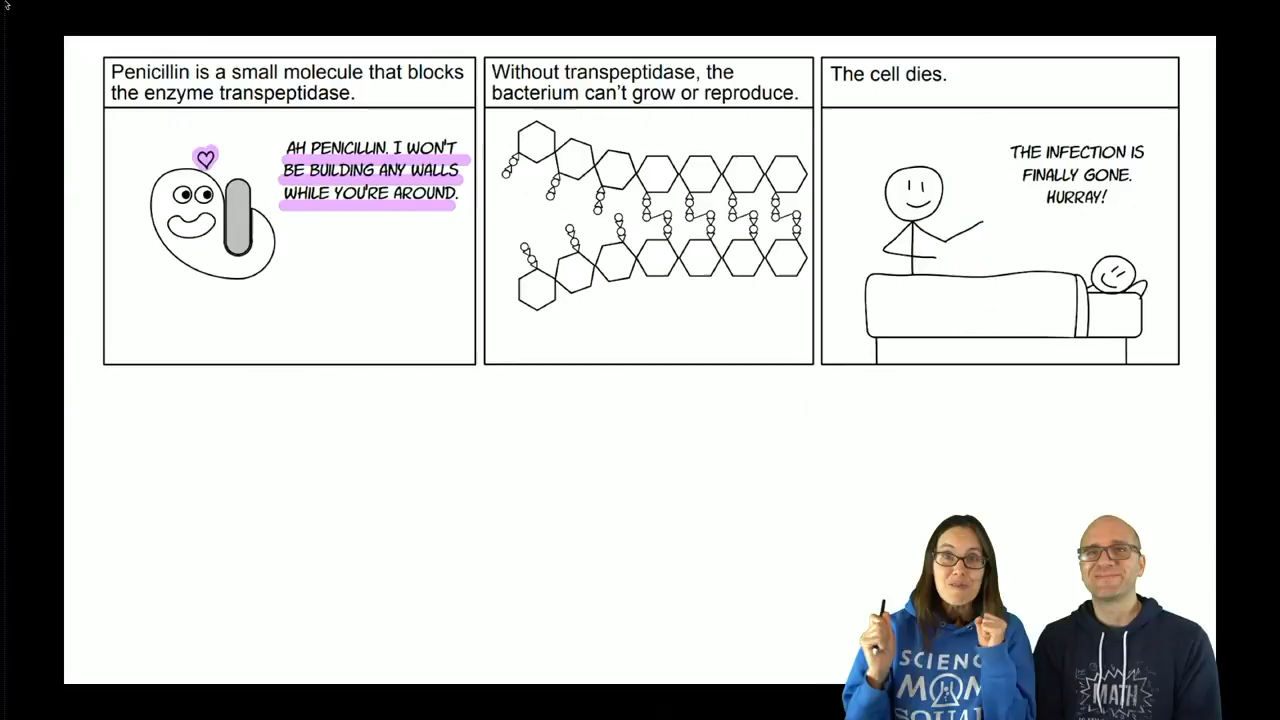 Penicillin is a small molecule that blocks
the enzyme transpeptidase.
AH PENICILLIN. I WON'T
BE BUILDING ANY WALLS
WHILE YOU'RE AROUND.
Without transpeptidase, the
bacterium can't grow or reproduce.
The cell dies.
THE INFECTION IS
FINALLY GONE.
HURRAY!
SCIENC
MOM
SQUAD
MATH